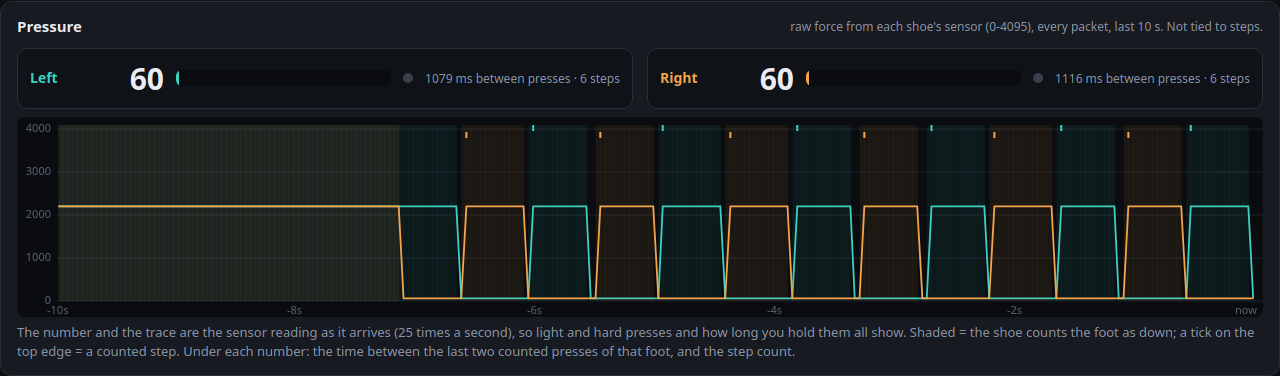 Pressure
raw force from each shoe's sensor (0-4095), every packet, last 10 s. Not tied to steps.
Left 60 1079 ms between presses · 6 steps
Right 60 1116 ms between presses · 6 steps
4000
3000
2000
1000
0
-10s -8s -6s -4s -2s now
The number and the trace are the sensor reading as it arrives (25 times a second), so light and hard presses and how long you hold them all show. Shaded = the shoe counts the foot as down; a tick on the
top edge = a counted step. Under each number: the time between the last two counted presses of that foot, and the step count.